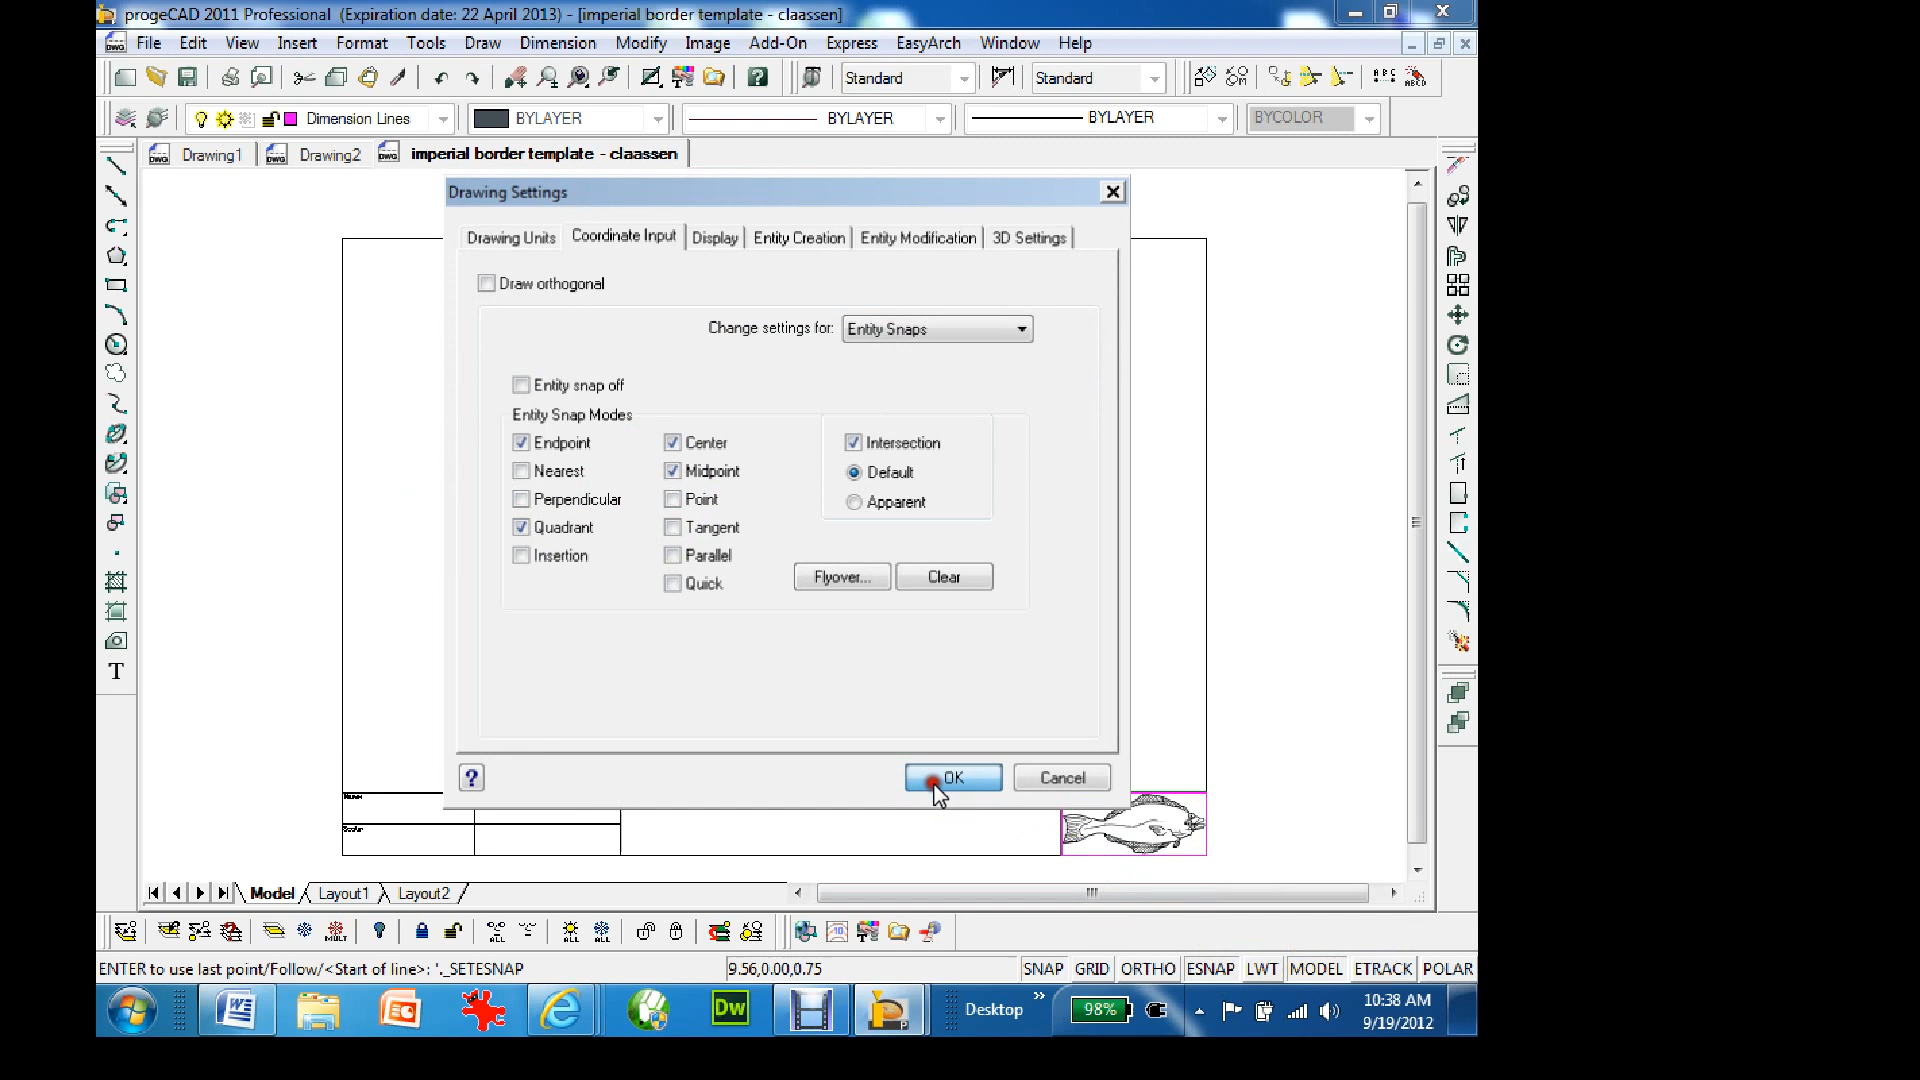 progeCAD 2011 Professional (Expiration date: 22 April 2013) - [imperial border template - claassen]
File Edit View Insert Format Tools Draw Dimension Modify Image Add-On Express EasyArch Window Help
Standard Standard
Dimension Lines BYLAYER BYLAYER BYLAYER BYCOLOR
Drawing1 Drawing2 imperial border template - claassen
Drawing Settings
Drawing Units Coordinate Input Display Entity Creation Entity Modification 3D Settings
Draw orthogonal
Change settings for: Entity Snaps
Entity snap off
Entity Snap Modes
Endpoint Center Intersection
Nearest Midpoint Default
Perpendicular Point Apparent
Quadrant Tangent
Insertion Parallel
Flyover... Clear
Quick
? OK Cancel
T
Model Layout1 Layout2
MULT ALL ALL ALL ALL
ENTER to use last point/Follow/<Start of line>: '._SETESNAP 9.56,0.00,0.75 SNAP GRID ORTHO ESNAP LWT MODEL ETRACK POLAR
Dw Desktop 98% 10:38 AM
9/19/2012